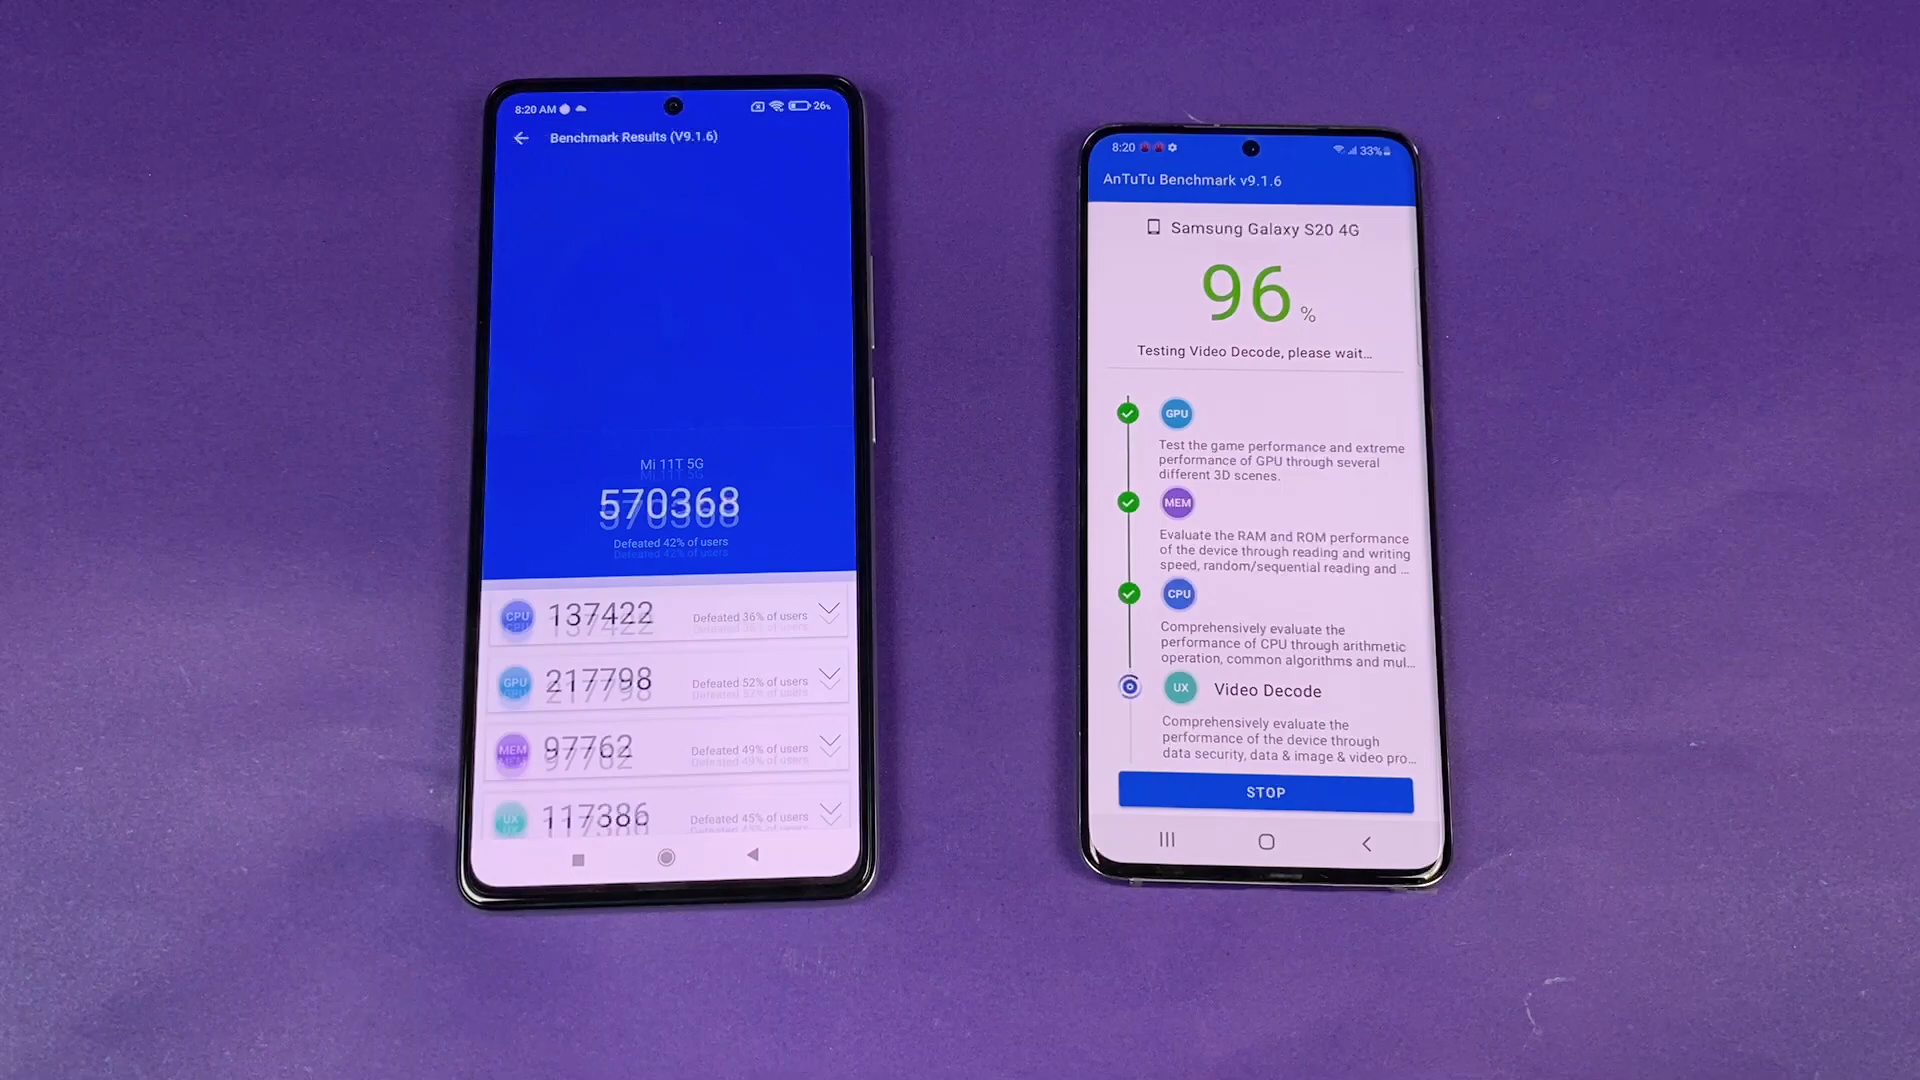 8:20 AM
26%
Benchmark Results (V9.1.6)
Mi 11T 5G
570368
Defeated 42% of users
CPU
137422
Defeated 36% of users
GPU
217798
Defeated 52% of users
MEM
97762
Defeated 49% of users
UX
117386
Defeated 45% of users
8:20
33%
AnTuTu Benchmark v9.1.6
Samsung Galaxy S20 4G
96 %
Testing Video Decode, please wait...
GPU
Test the game performance and extreme
performance of GPU through several
different 3D scenes.
MEM
Evaluate the RAM and ROM performance
of the device through reading and writing
speed, random/sequential reading and ...
CPU
Comprehensively evaluate the
performance of CPU through arithmetic
operation, common algorithms and mul...
UX
Video Decode
Comprehensively evaluate the
performance of the device through
data security, data & image & video pro...
STOP